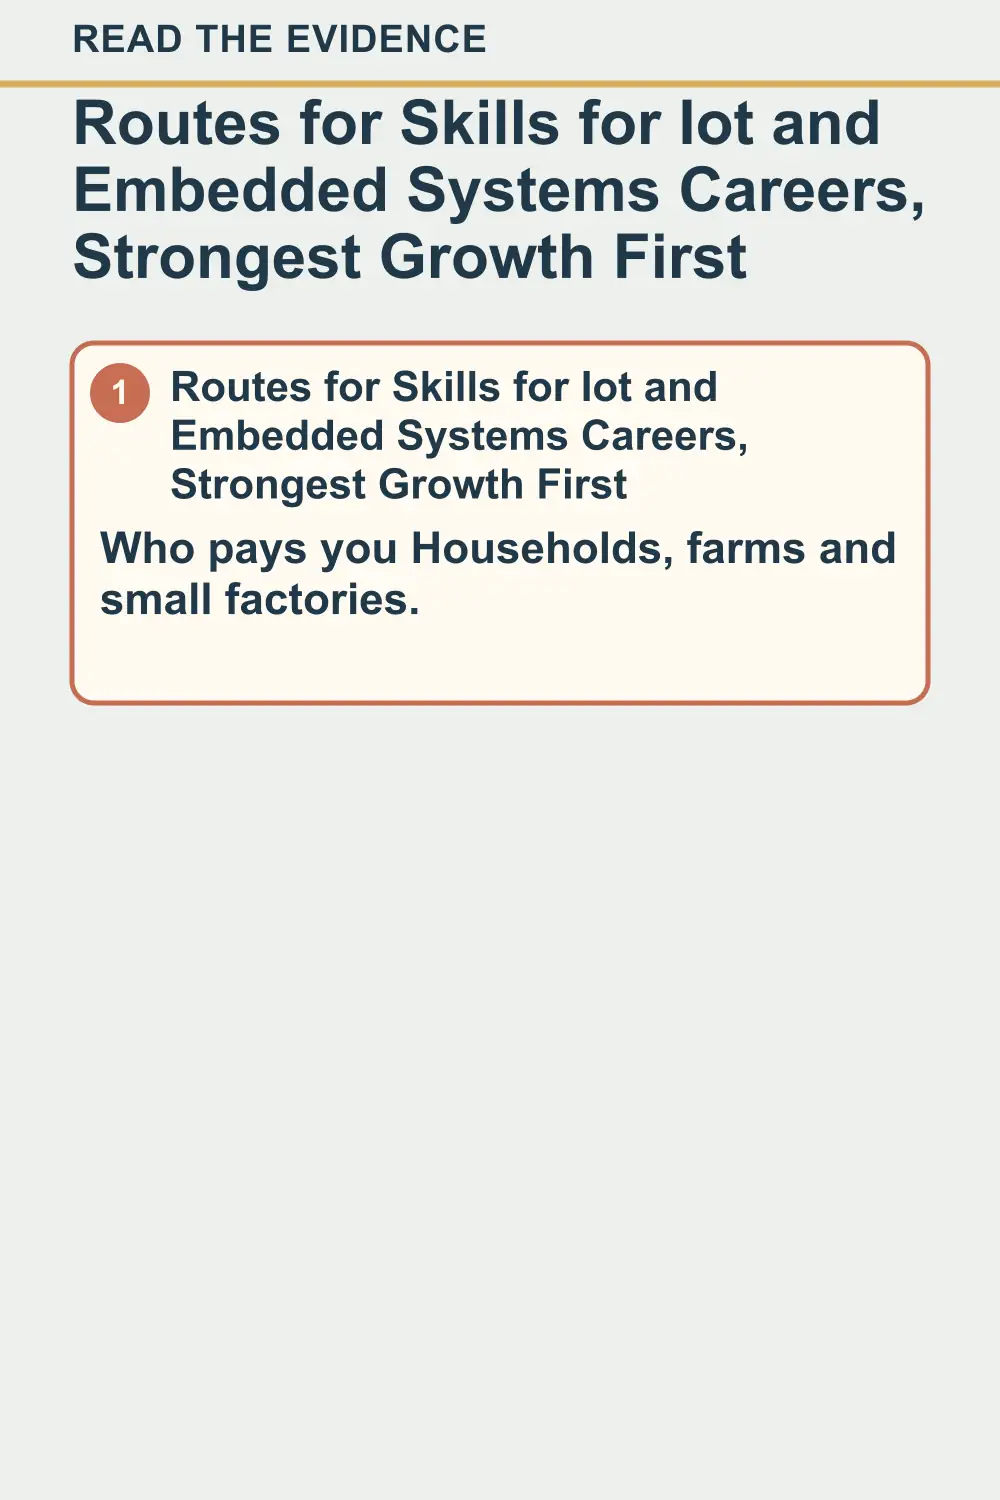 READ THE EVIDENCE
Routes for Skills for Iot and
Embedded Systems Careers,
Strongest Growth First
1
Routes for Skills for Iot and
Embedded Systems Careers,
Strongest Growth First
Who pays you Households, farms and
small factories.